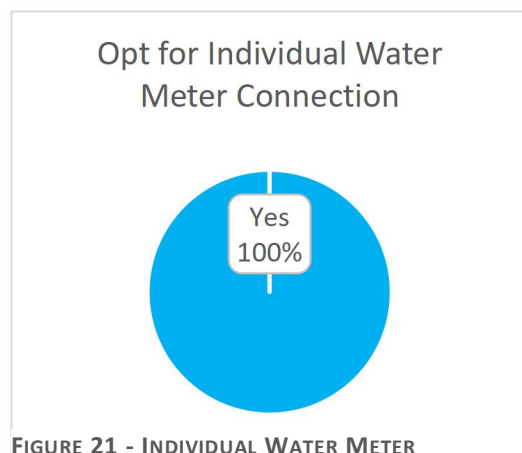 Opt for Individual Water
Meter Connection
Yes
100%
FIGURE 21 - INDIVIDUAL WATER METER